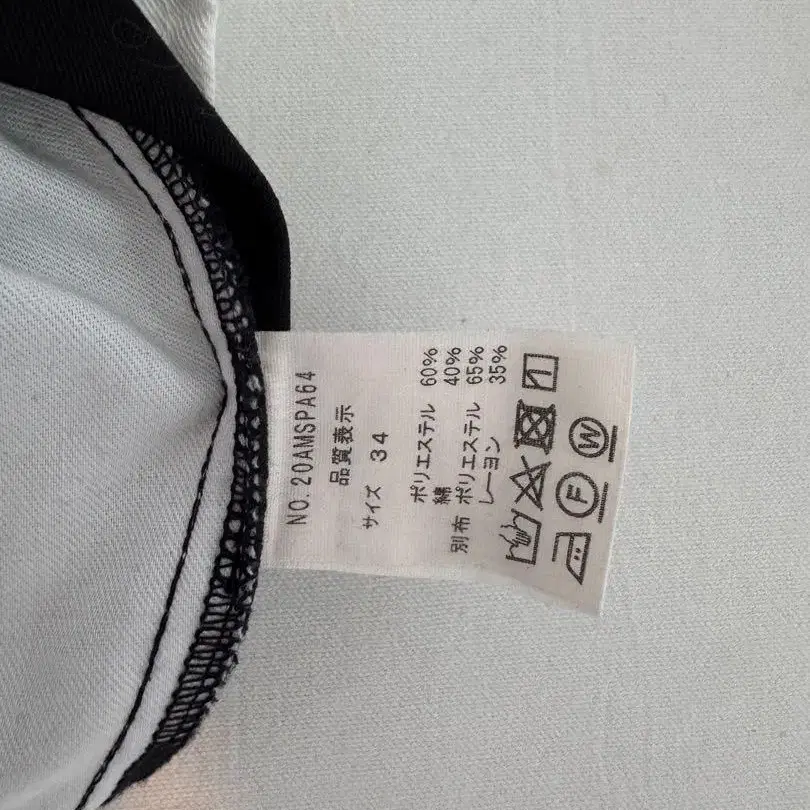 NO.20AMSPA64
品質表示
サイズ 34
ポリエステル 60%
綿 40%
別布 ポリエステル 65%
レーヨン 35%
F W